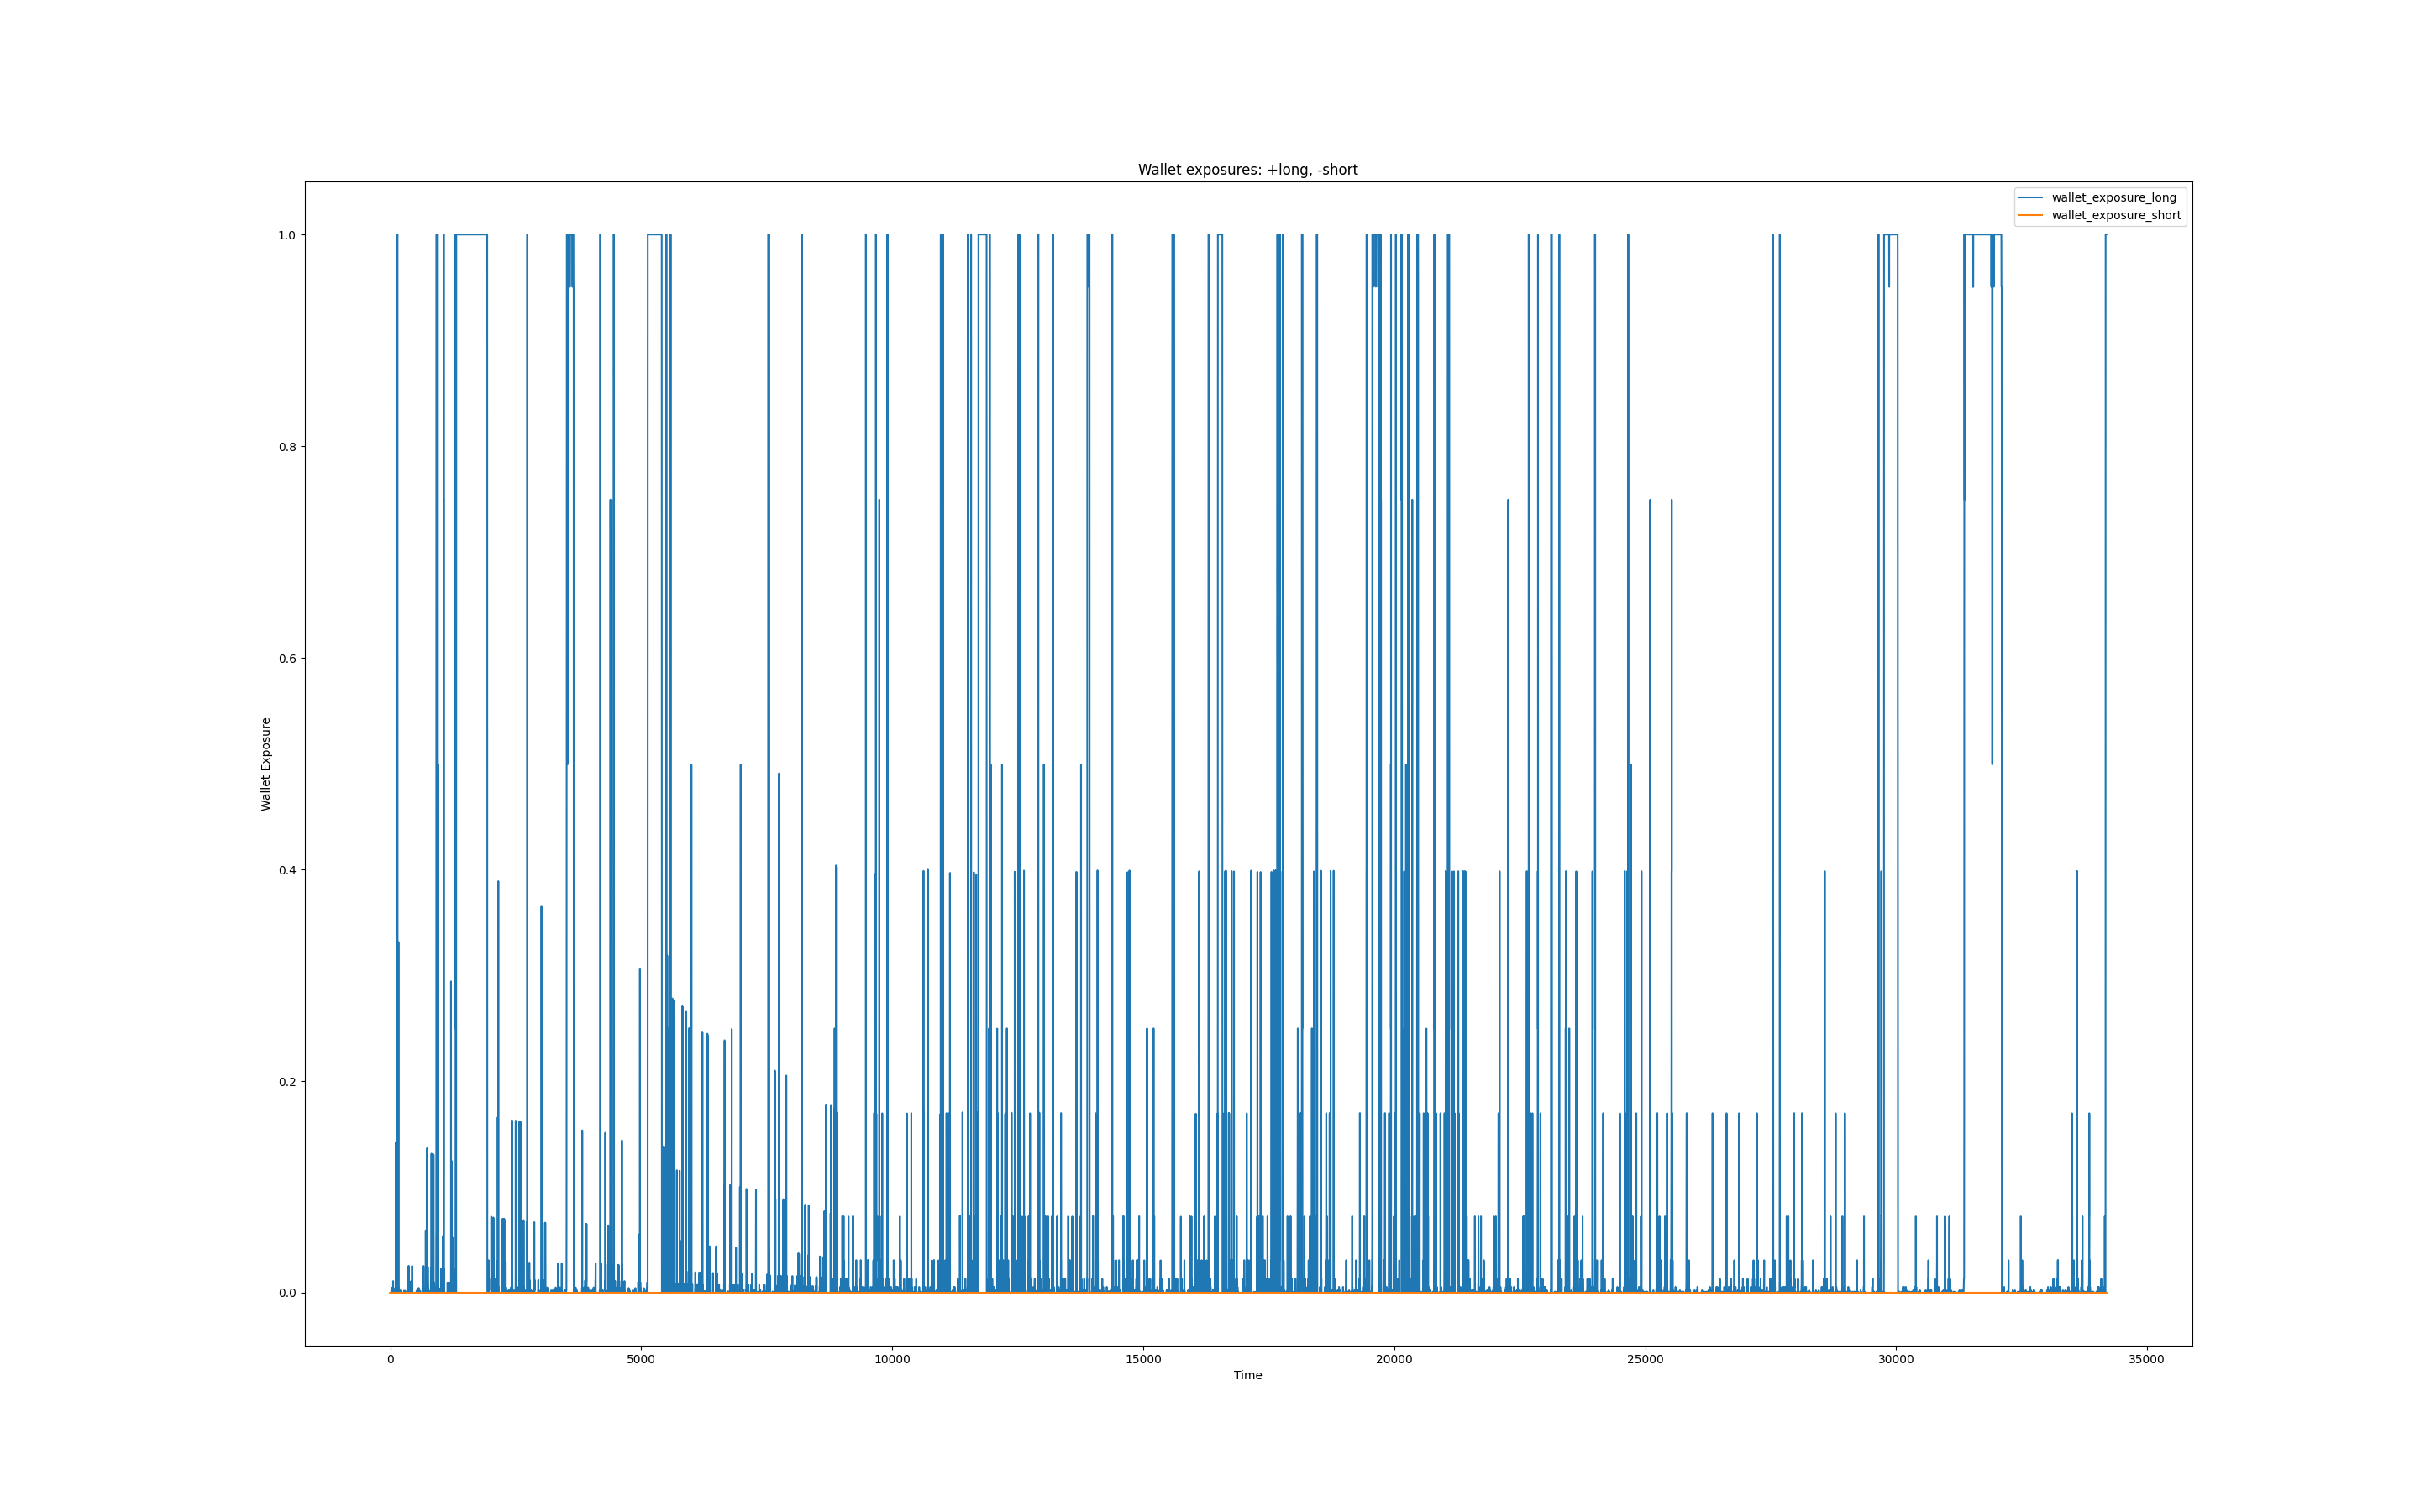 Wallet exposures: +long, -short
wallet_exposure_long
wallet_exposure_short
1.0
0.8
0.6
0.4
0.2
0.0
Wallet Exposure
0 5000 10000 15000 20000 25000 30000 35000
Time